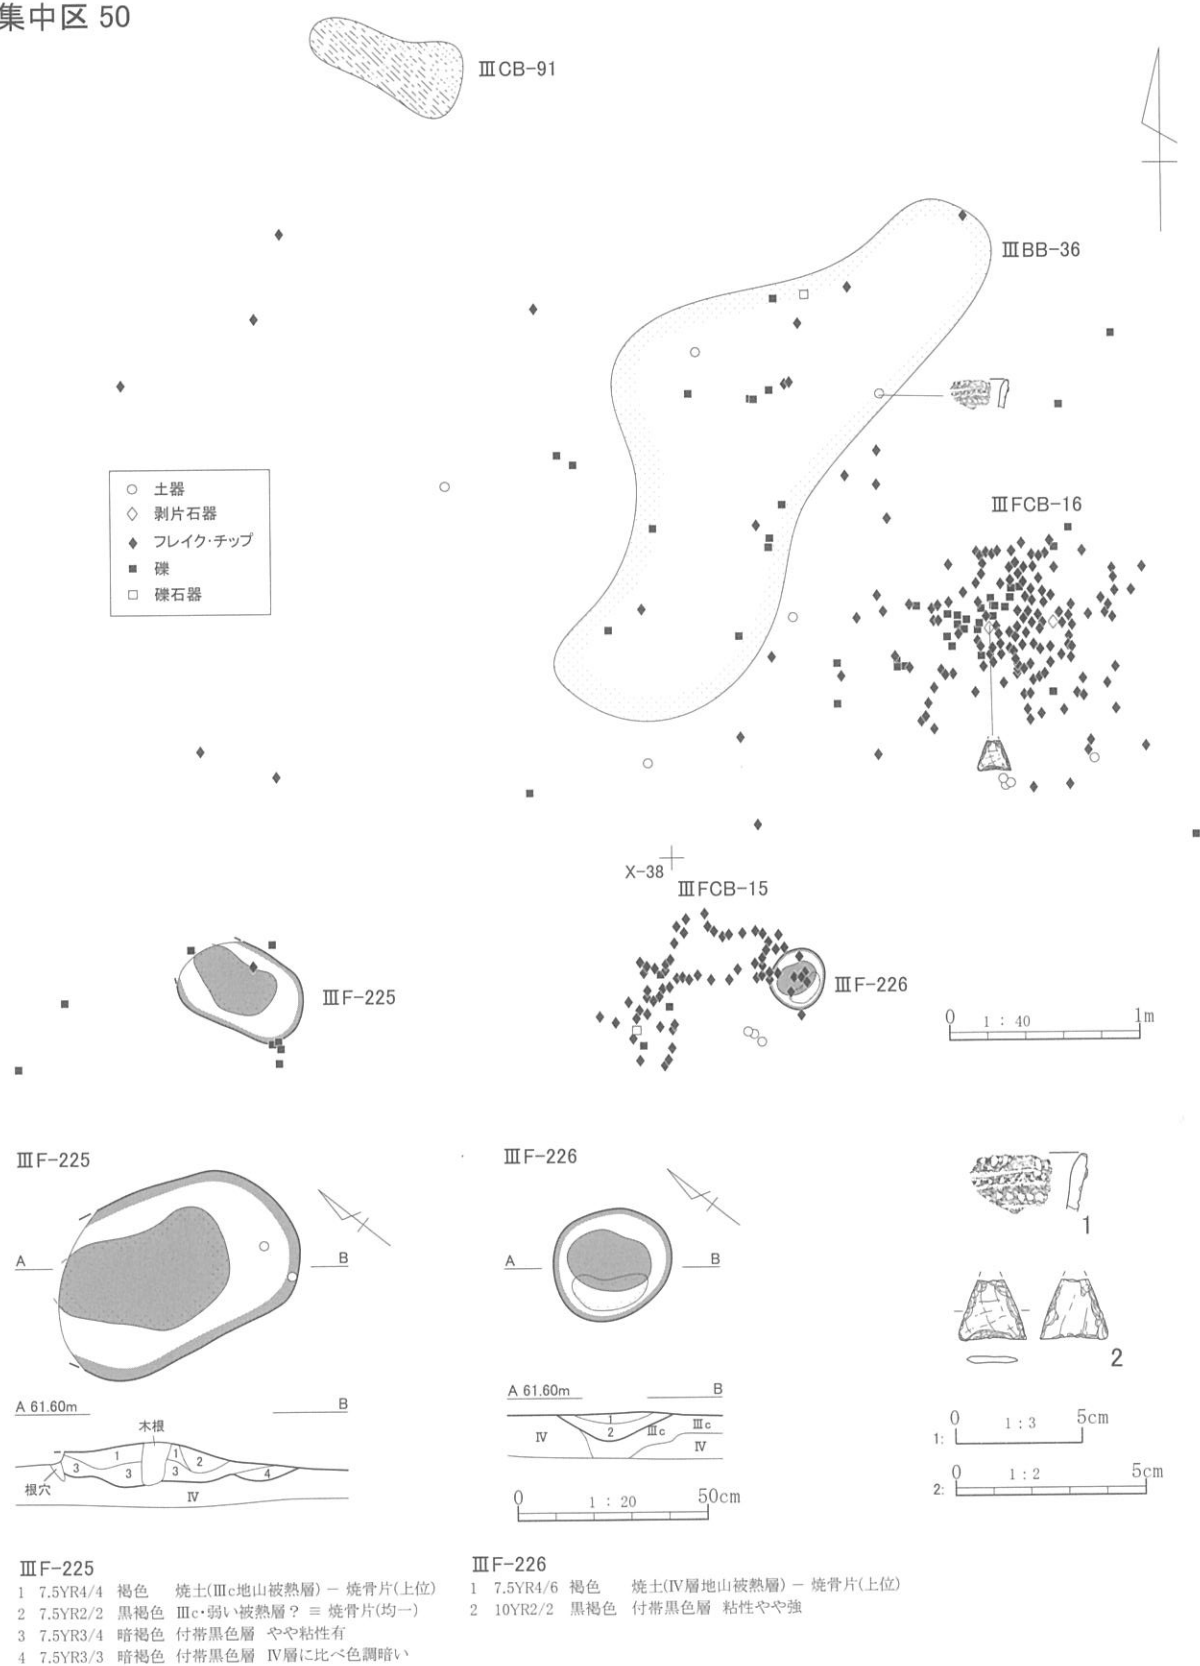 集中区 50
ⅢCB-91
ⅢBB-36
○ 土器
◇ 剥片石器
◆ フレイク・チップ
■ 礫
□ 礫石器
ⅢFCB-16
X-38
ⅢFCB-15
ⅢF-225
ⅢF-226
0 1 : 40 1m
ⅢF-225
A B
A 61.60m B
木根
1 1 2 3 3 3 4
根穴
Ⅳ
ⅢF-226
A B
A 61.60m B
1
2
Ⅳ Ⅲc Ⅲc
Ⅳ
0 1 : 20 50cm
1
2
0 1 : 3 5cm
1:
0 1 : 2 5cm
2:
ⅢF-225
1 7.5YR4/4 褐色 焼土(Ⅲc地山被熱層) − 焼骨片(上位)
2 7.5YR2/2 黒褐色 Ⅲc・弱い被熱層? ≡ 焼骨片(均一)
3 7.5YR3/4 暗褐色 付帯黒色層 やや粘性有
4 7.5YR3/3 暗褐色 付帯黒色層 Ⅳ層に比べ色調暗い
ⅢF-226
1 7.5YR4/6 褐色 焼土(Ⅳ層地山被熱層) − 焼骨片(上位)
2 10YR2/2 黒褐色 付帯黒色層 粘性やや強